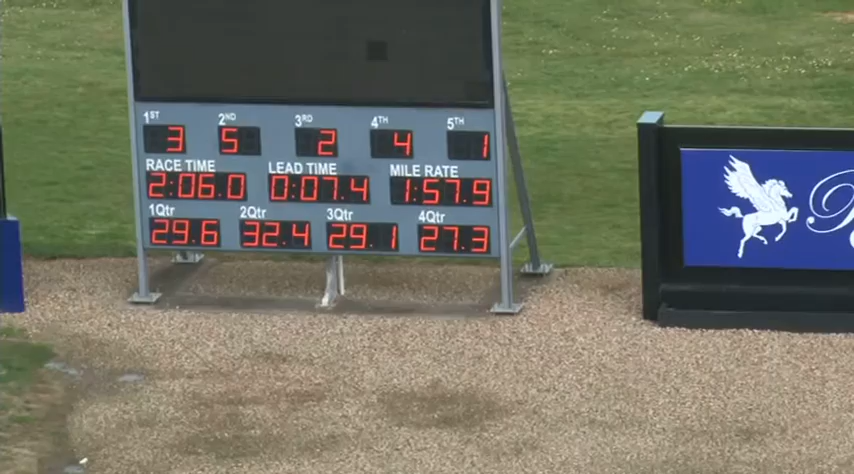 1ST 2ND 3RD 4TH 5TH
3 5 2 4 1
RACE TIME LEAD TIME MILE RATE
2:06.0 0:07.4 1:57.9
1Qtr 2Qtr 3Qtr 4Qtr
29.6 32.4 29.1 27.3